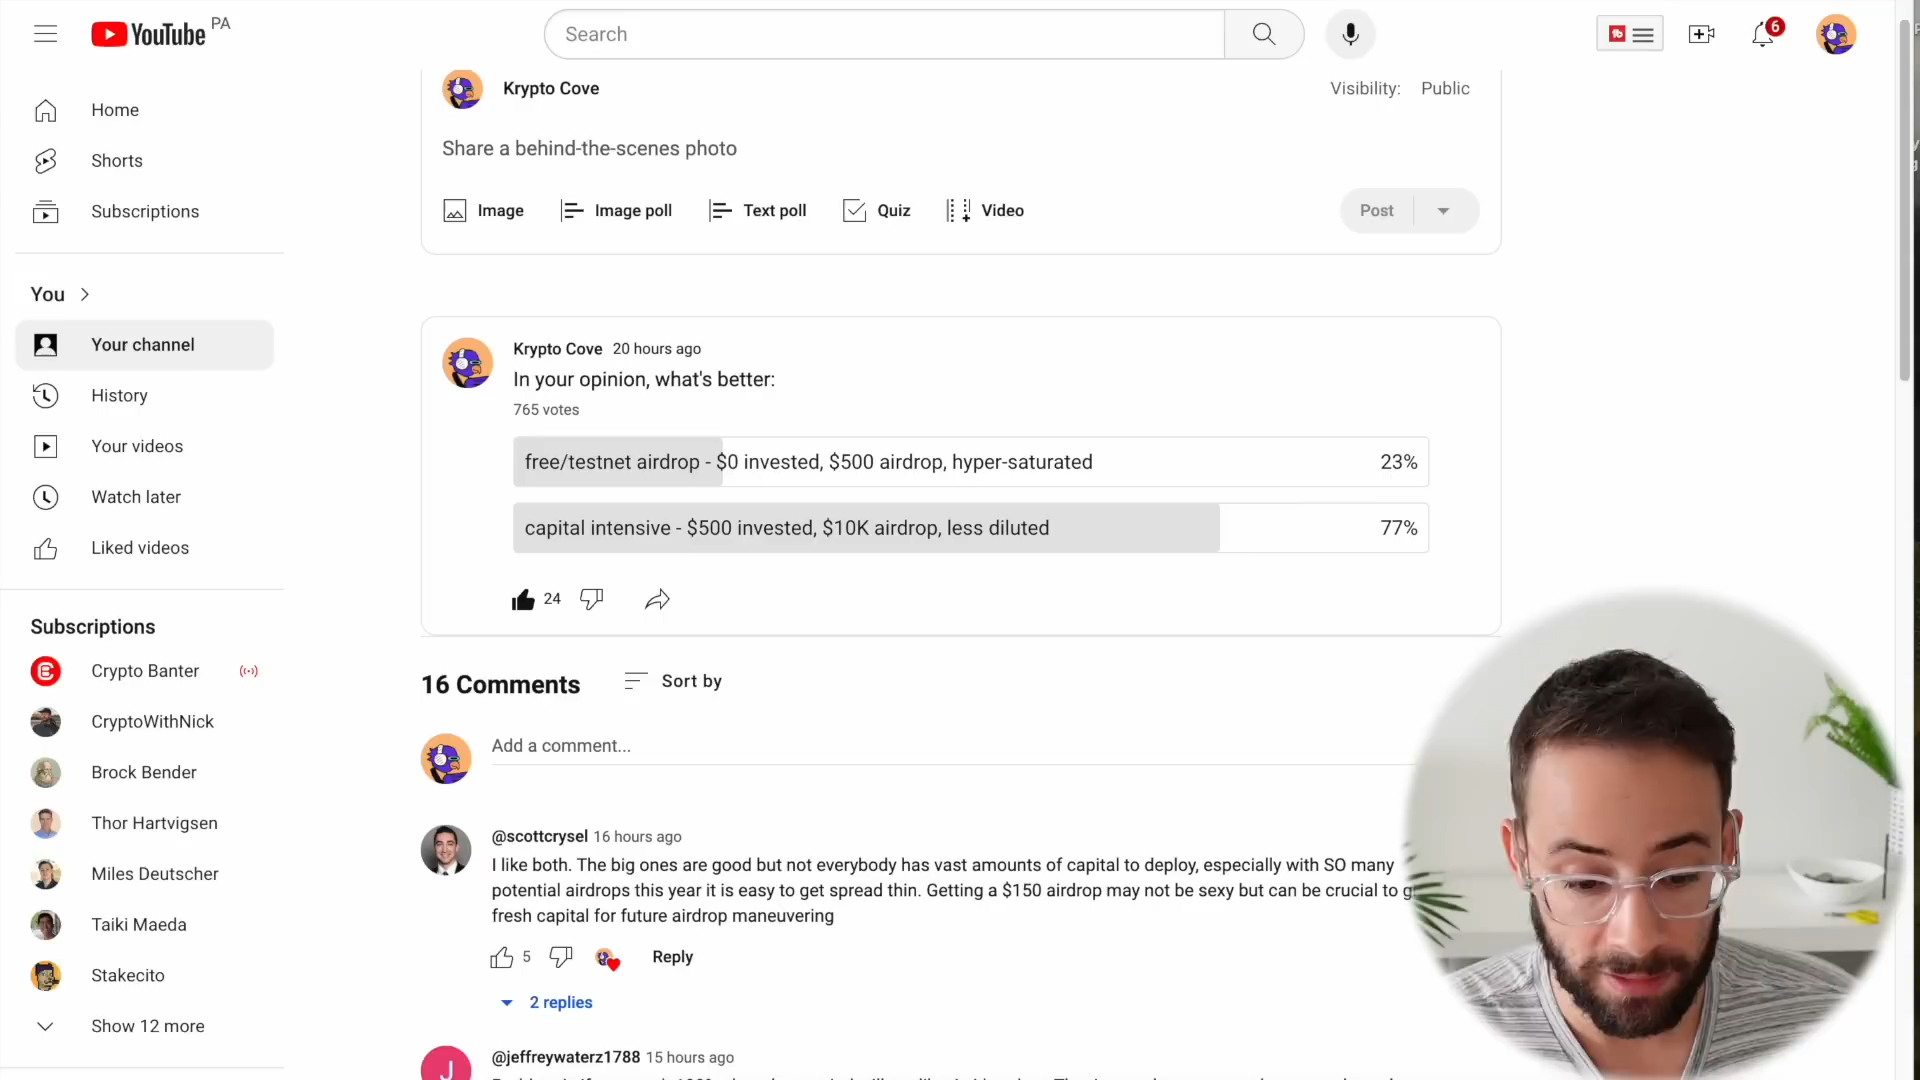 YouTube PA
Search
6
Home
Shorts
Subscriptions
You
Your channel
History
Your videos
Watch later
Liked videos
Subscriptions
Crypto Banter
CryptoWithNick
Brock Bender
Thor Hartvigsen
Miles Deutscher
Taiki Maeda
Stakecito
Show 12 more
Krypto Cove
Visibility: Public
Share a behind-the-scenes photo
Image
Image poll
Text poll
Quiz
Video
Post
Krypto Cove 20 hours ago
In your opinion, what's better:
765 votes
free/testnet airdrop - $0 invested, $500 airdrop, hyper-saturated 23%
capital intensive - $500 invested, $10K airdrop, less diluted 77%
24
16 Comments
Sort by
Add a comment...
@scottcrysel 16 hours ago
I like both. The big ones are good but not everybody has vast amounts of capital to deploy, especially with SO many
potential airdrops this year it is easy to get spread thin. Getting a $150 airdrop may not be sexy but can be crucial to
fresh capital for future airdrop maneuvering
5
Reply
2 replies
J
@jeffreywaterz1788 15 hours ago